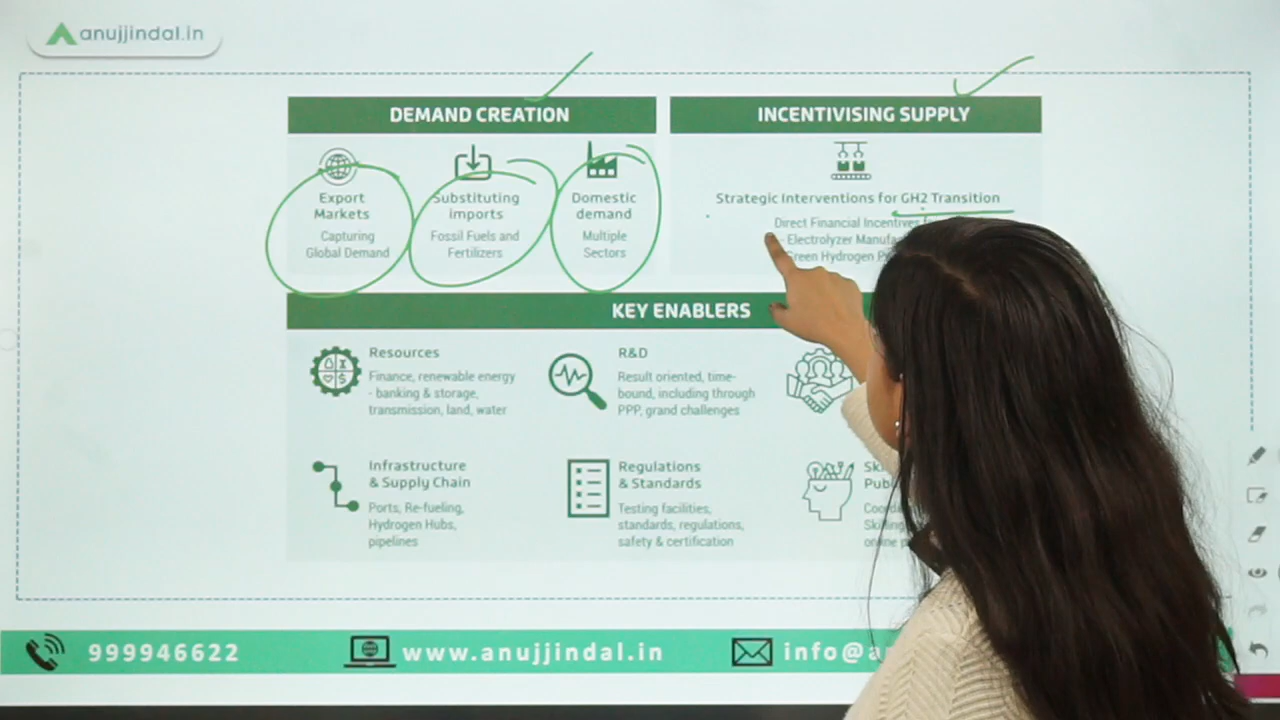 anujjindal.in
DEMAND CREATION
Export
Markets
Capturing
Global Demand
Substituting
imports
Fossil Fuels and
Fertilizers
Domestic
demand
Multiple
Sectors
INCENTIVISING SUPPLY
Strategic Interventions for GH2 Transition
Direct Financial Incentives
Electrolyzer
Green Hydrogen
KEY ENABLERS
Resources
Finance, renewable energy
- banking & storage,
transmission, land, water
R&D
Result oriented, time-
bound, including through
PPP, grand challenges
Infrastructure
& Supply Chain
Ports, Re-fueling,
Hydrogen Hubs,
pipelines
Regulations
& Standards
Testing facilities,
standards, regulations,
safety & certification
999946622
www.anujjindal.in